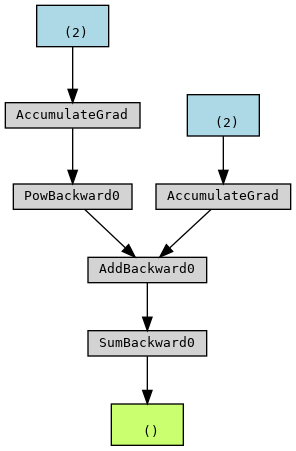 (2)
AccumulateGrad
(2)
PowBackward0
AccumulateGrad
AddBackward0
SumBackward0
()